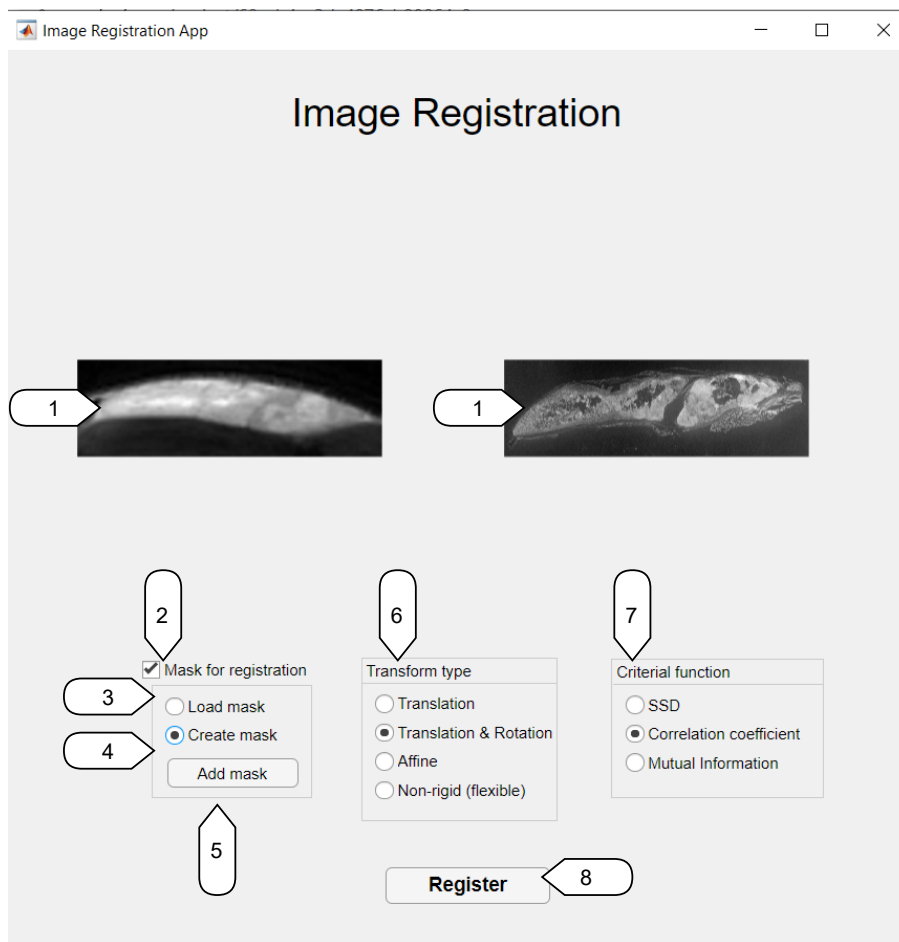 Image Registration App
Image Registration
1
1
2
6
7
Mask for registration
Transform type
Criterial function
3
Load mask
Translation
SSD
Create mask
Translation & Rotation
Correlation coefficient
4
Affine
Mutual Information
Add mask
Non-rigid (flexible)
5
Register
8